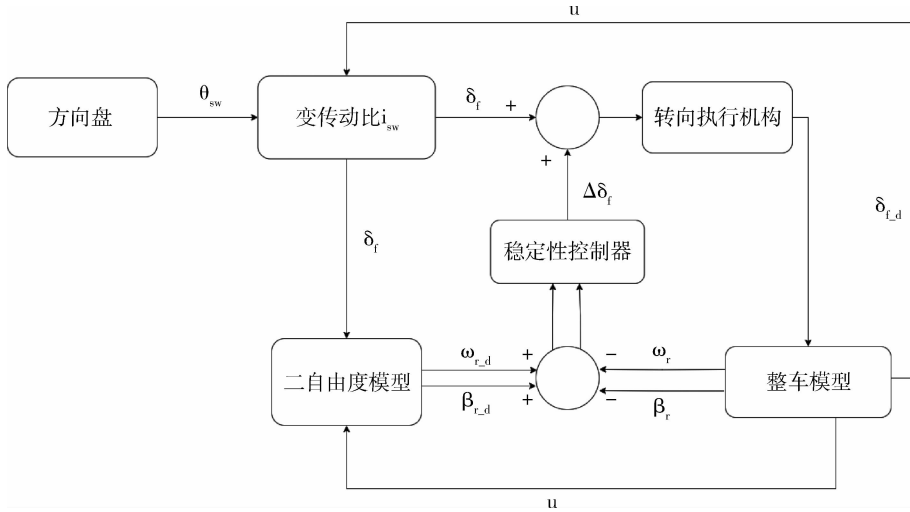 u
方向盘
θsw
变传动比isw
δf
+
转向执行机构
+
Δδf
δf_d
δf
稳定性控制器
二自由度模型
ωr_d
+
−
ωr
整车模型
βr_d
+
−
βr
u